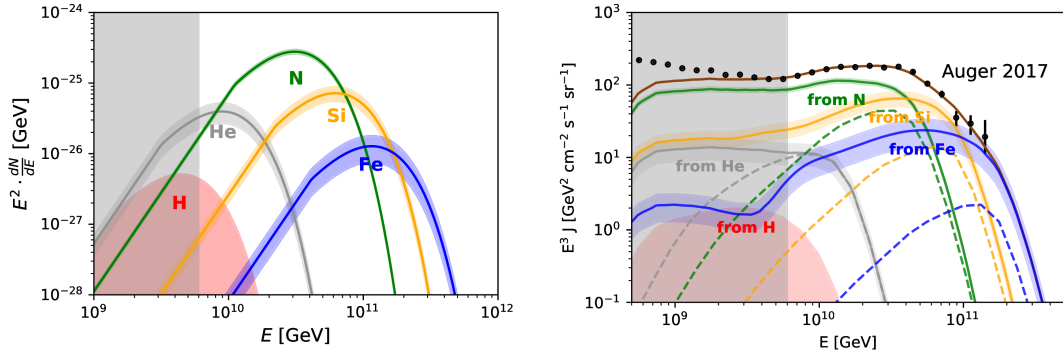 10^{-24}
10^{-25}
10^{-26}
10^{-27}
10^{-28}
E^2 · dN/dE [GeV]
He
H
N
Si
Fe
10^9
10^{10}
10^{11}
10^{12}
E [GeV]
10^3
10^2
10^1
10^0
10^{-1}
E^3 J [GeV^2 cm^{-2} s^{-1} sr^{-1}]
Auger 2017
from N
from Si
from He
from Fe
from H
10^9
10^{10}
10^{11}
E [GeV]